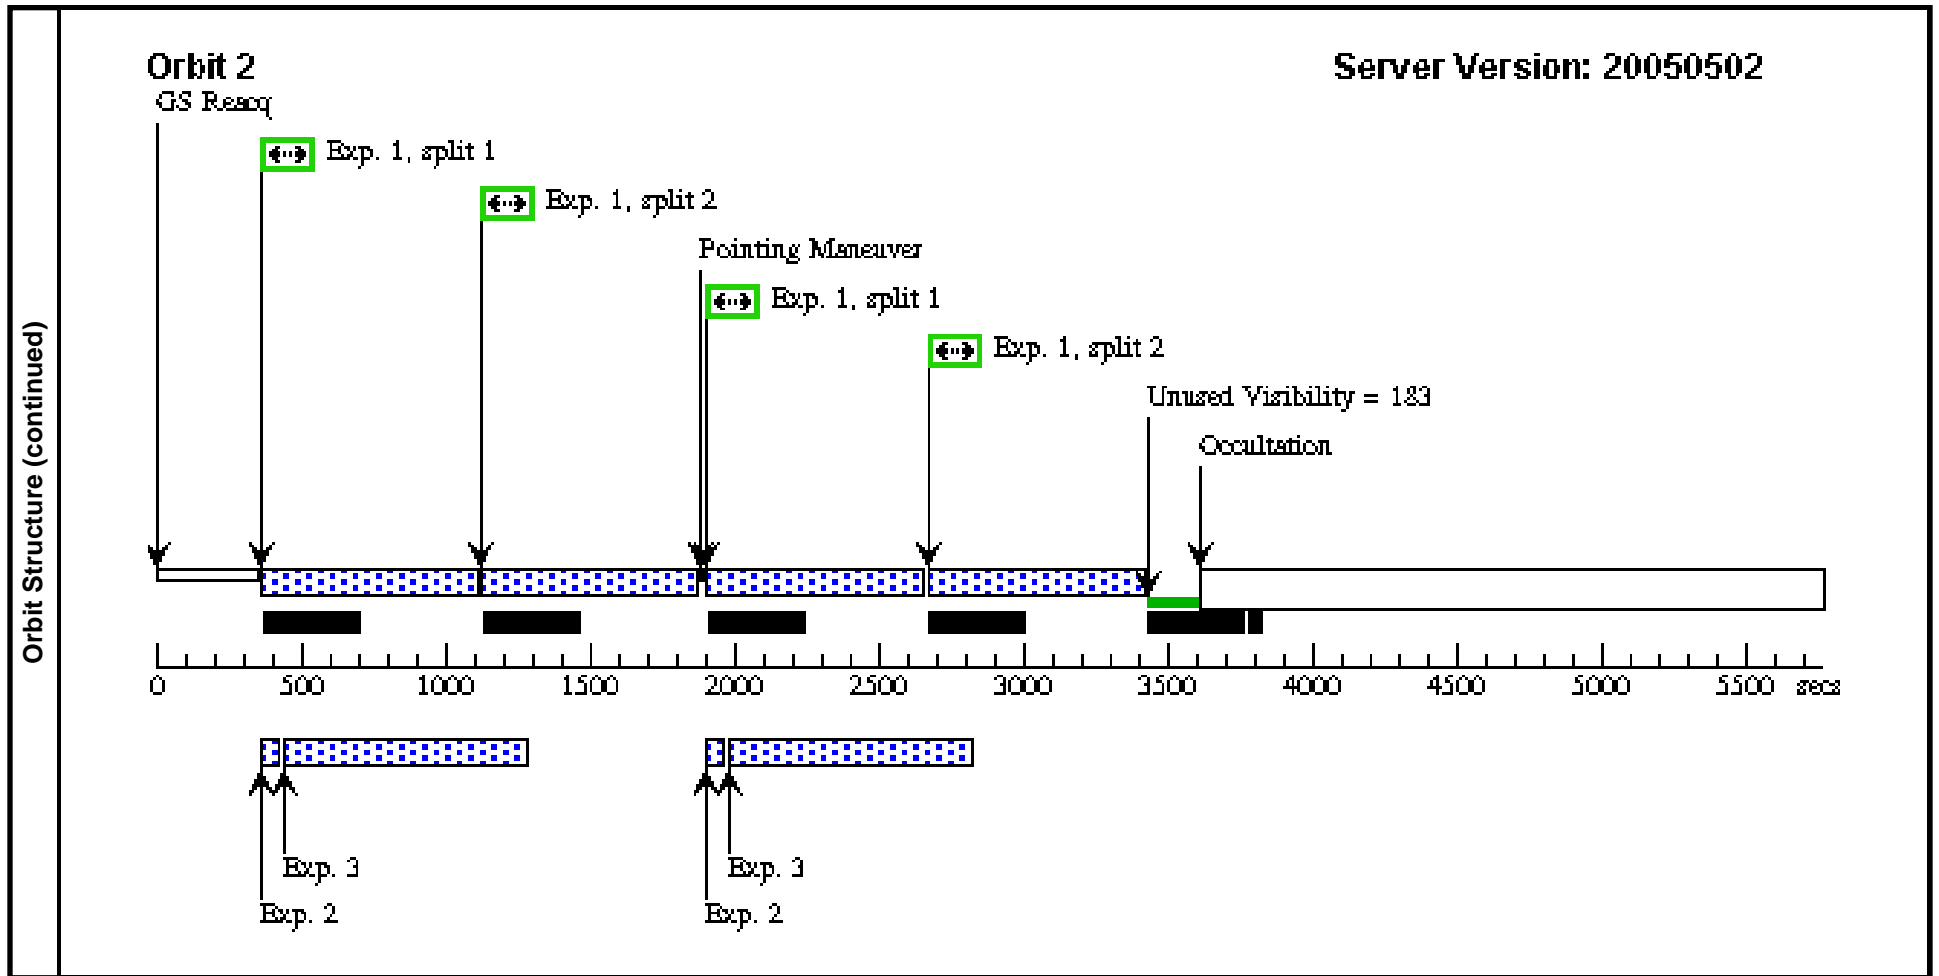 Orbit Structure (continued)
Orbit 2
Server Version: 20050502
GS Reacq
Exp. 1, split 1
Exp. 1, split 2
Pointing Maneuver
Exp. 1, split 1
Exp. 1, split 2
Unused Visibility = 183
Occultation
0 500 1000 1500 2000 2500 3000 3500 4000 4500 5000 5500 secs
Exp. 3
Exp. 3
Exp. 2
Exp. 2